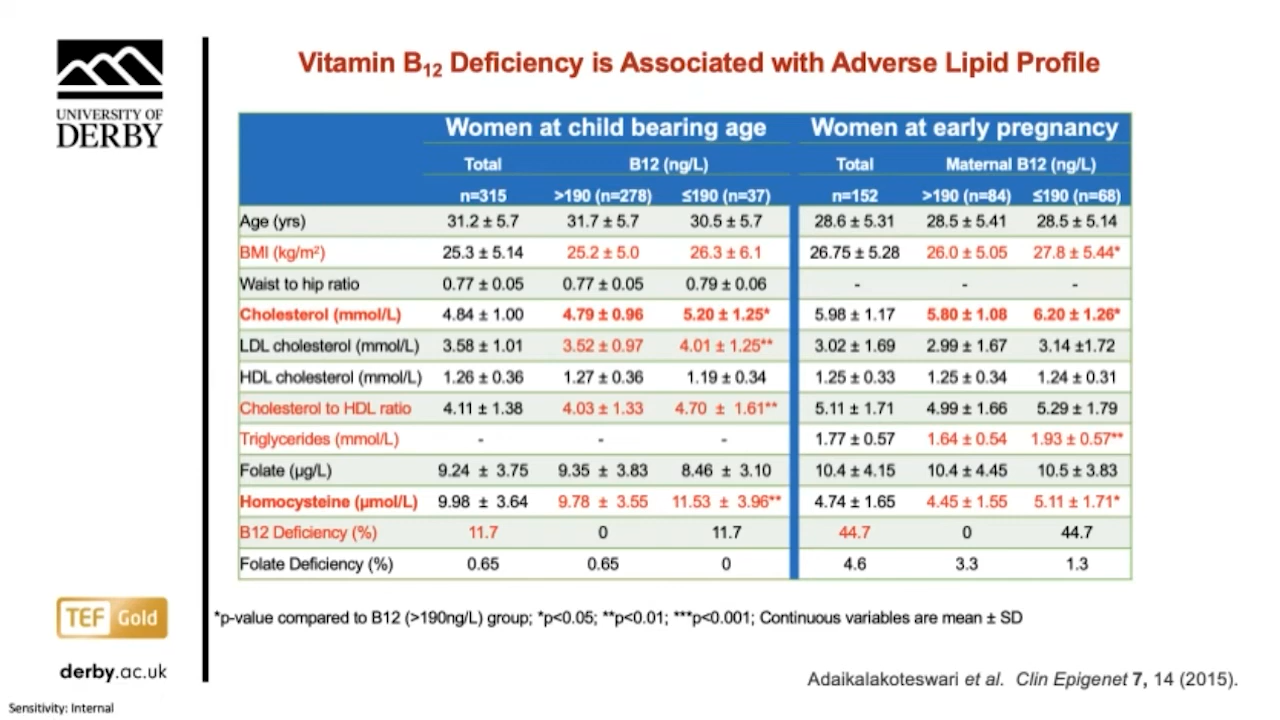 UNIVERSITY OF
DERBY
Vitamin B12 Deficiency is Associated with Adverse Lipid Profile
Women at child bearing age Women at early pregnancy
Total B12 (ng/L) Total Maternal B12 (ng/L)
n=315 >190 (n=278) ≤190 (n=37) n=152 >190 (n=84) ≤190 (n=68)
Age (yrs) 31.2 ± 5.7 31.7 ± 5.7 30.5 ± 5.7 28.6 ± 5.31 28.5 ± 5.41 28.5 ± 5.14
BMI (kg/m²) 25.3 ± 5.14 25.2 ± 5.0 26.3 ± 6.1 26.75 ± 5.28 26.0 ± 5.05 27.8 ± 5.44*
Waist to hip ratio 0.77 ± 0.05 0.77 ± 0.05 0.79 ± 0.06 - - -
Cholesterol (mmol/L) 4.84 ± 1.00 4.79 ± 0.96 5.20 ± 1.25* 5.98 ± 1.17 5.80 ± 1.08 6.20 ± 1.26*
LDL cholesterol (mmol/L) 3.58 ± 1.01 3.52 ± 0.97 4.01 ± 1.25** 3.02 ± 1.69 2.99 ± 1.67 3.14 ±1.72
HDL cholesterol (mmol/L) 1.26 ± 0.36 1.27 ± 0.36 1.19 ± 0.34 1.25 ± 0.33 1.25 ± 0.34 1.24 ± 0.31
Cholesterol to HDL ratio 4.11 ± 1.38 4.03 ± 1.33 4.70 ± 1.61** 5.11 ± 1.71 4.99 ± 1.66 5.29 ± 1.79
Triglycerides (mmol/L) - - - 1.77 ± 0.57 1.64 ± 0.54 1.93 ± 0.57**
Folate (µg/L) 9.24 ± 3.75 9.35 ± 3.83 8.46 ± 3.10 10.4 ± 4.15 10.4 ± 4.45 10.5 ± 3.83
Homocysteine (µmol/L) 9.98 ± 3.64 9.78 ± 3.55 11.53 ± 3.96** 4.74 ± 1.65 4.45 ± 1.55 5.11 ± 1.71*
B12 Deficiency (%) 11.7 0 11.7 44.7 0 44.7
Folate Deficiency (%) 0.65 0.65 0 4.6 3.3 1.3
*p-value compared to B12 (>190ng/L) group; *p<0.05; **p<0.01; ***p<0.001; Continuous variables are mean ± SD
TEF Gold
derby.ac.uk
Adaikalakoteswari et al. Clin Epigenet 7, 14 (2015).
Sensitivity: Internal